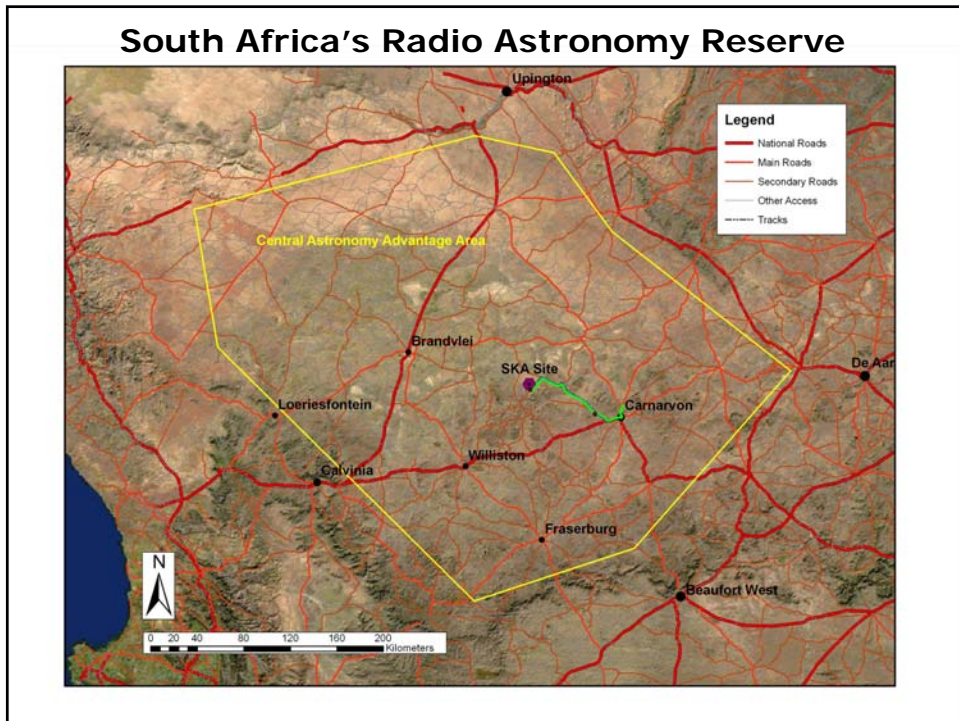 South Africa's Radio Astronomy Reserve
Upington
Legend
National Roads
Main Roads
Secondary Roads
Other Access
Tracks
Central Astronomy Advantage Area
Brandvlei
SKA Site
De Aar
Loeriesfontein
Carnarvon
Williston
Calvinia
Fraserburg
N
Beaufort West
0 20 40 80 120 160 200
Kilometers